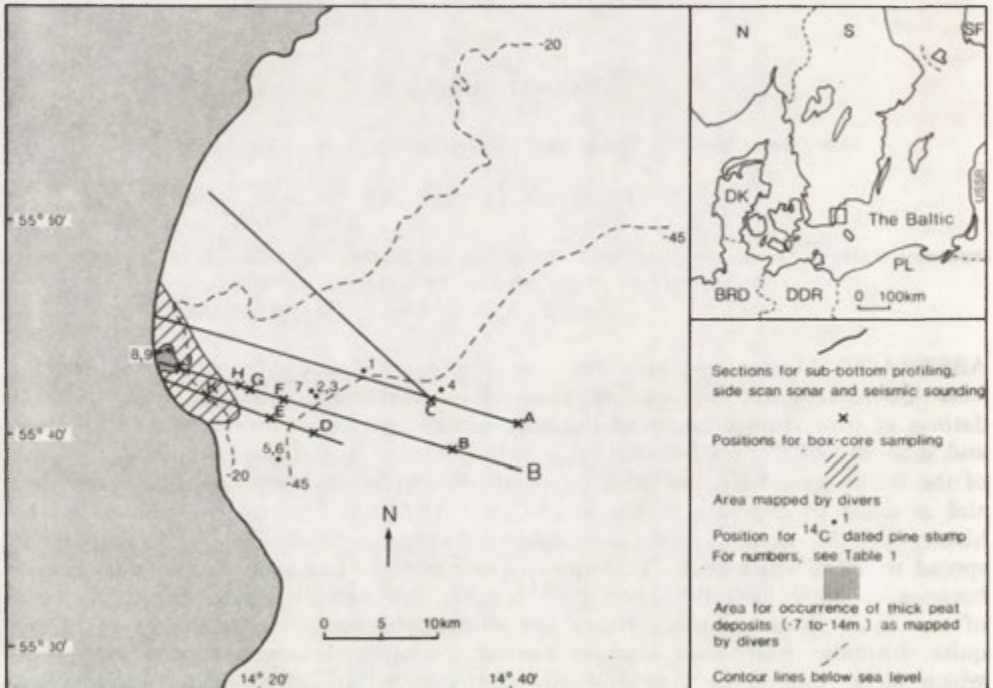 -20
-45
55° 50'
8,9
J
H
G
7
2,3
1
4
F
C
A
K
E
D
B
B
55° 40'
5,6
-20
-45
N
0 5 10km
55° 30'
14° 20'
14° 40'
N
S
SF
DK
USSR
The Baltic
PL
BRD
DDR
0 100km
Sections for sub-bottom profiling,
side scan sonar and seismic sounding
Positions for box-core sampling
Area mapped by divers
1
Position for 14C dated pine stump
For numbers, see Table 1
Area for occurrence of thick peat
deposits (-7 to-14m) as mapped
by divers
Contour lines below sea level